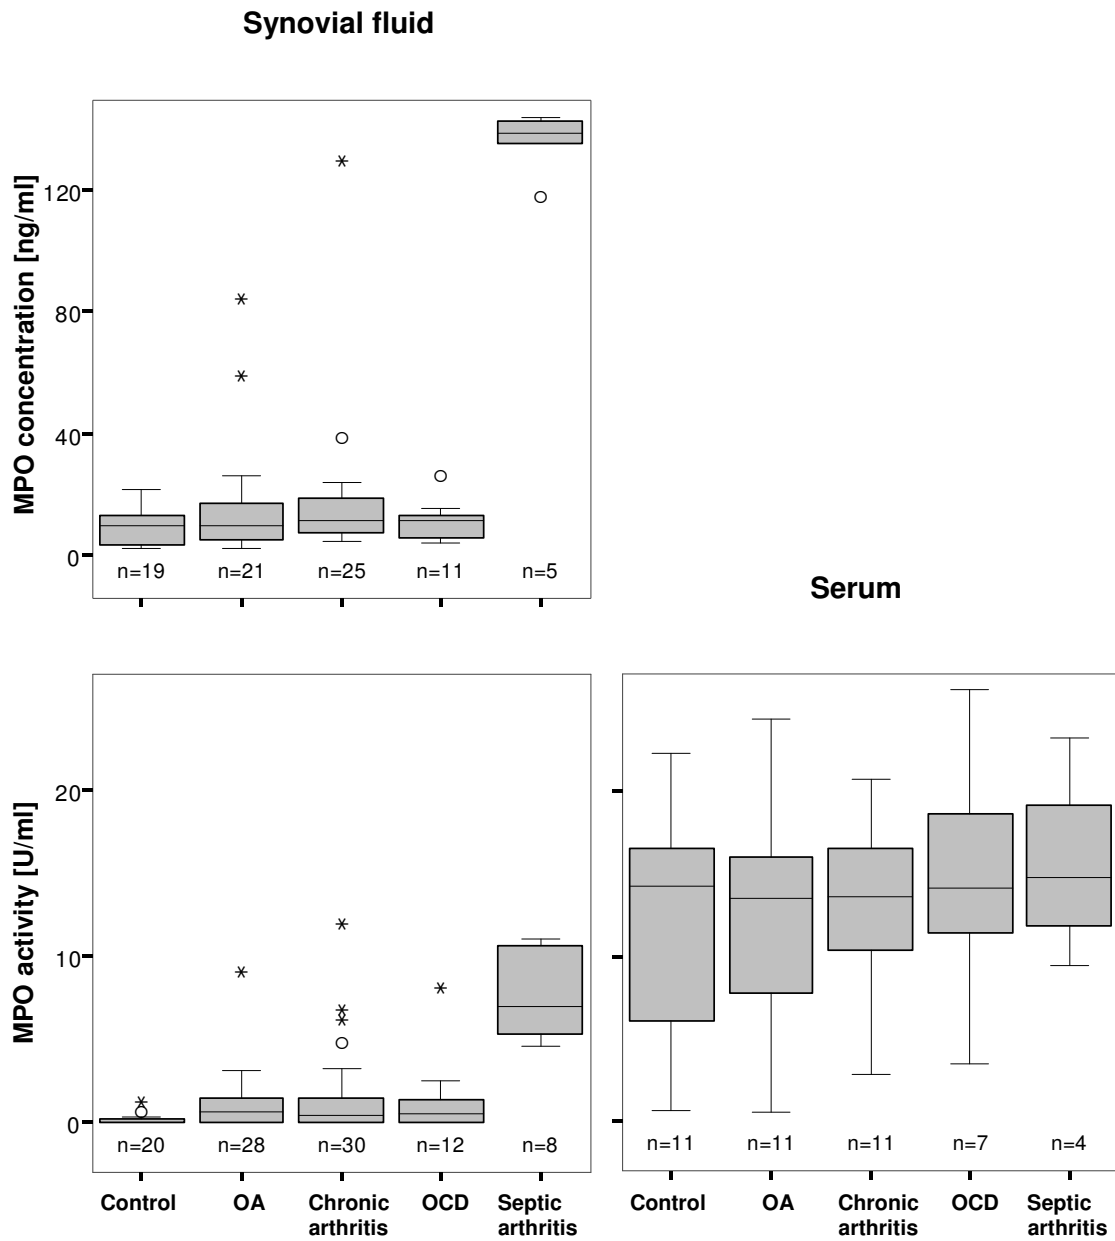 Synovial fluid
MPO concentration [ng/ml]
120
80
40
0
n=19 n=21 n=25 n=11 n=5
Serum
MPO activity [U/ml]
20
10
0
n=20 n=28 n=30 n=12 n=8
n=11 n=11 n=11 n=7 n=4
Control OA Chronic arthritis OCD Septic arthritis
Control OA Chronic arthritis OCD Septic arthritis